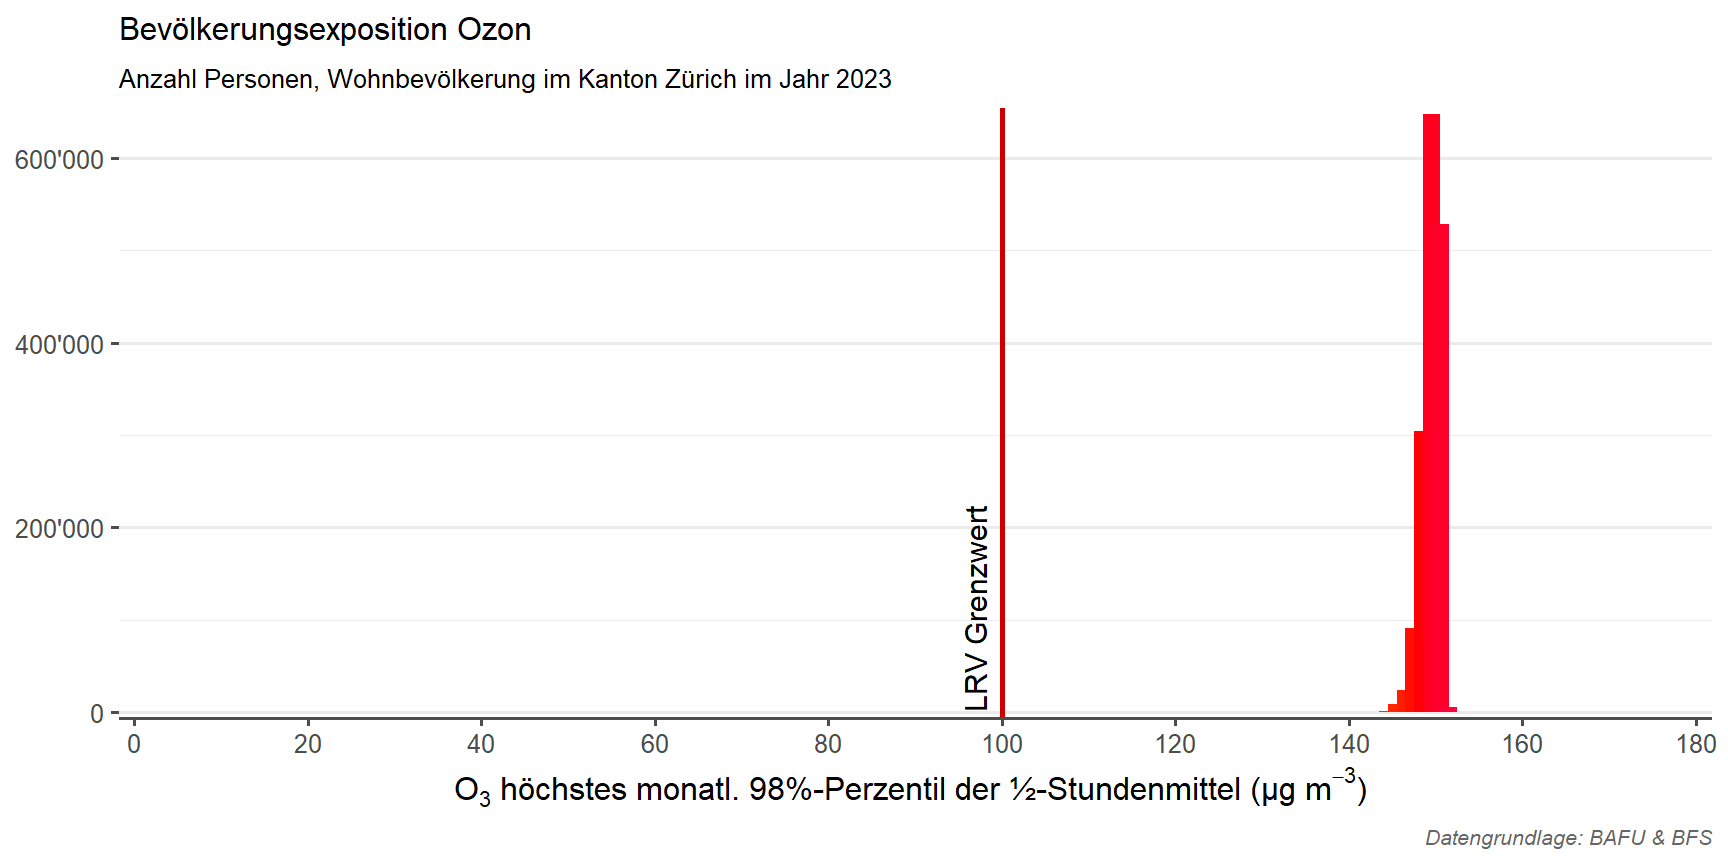 Bevölkerungsexposition Ozon
Anzahl Personen, Wohnbevölkerung im Kanton Zürich im Jahr 2023
600'000
400'000
200'000
0
LRV Grenzwert
0 20 40 60 80 100 120 140 160 180
O₃ höchstes monatl. 98%-Perzentil der ½-Stundenmittel (µg m⁻³)
Datengrundlage: BAFU & BFS